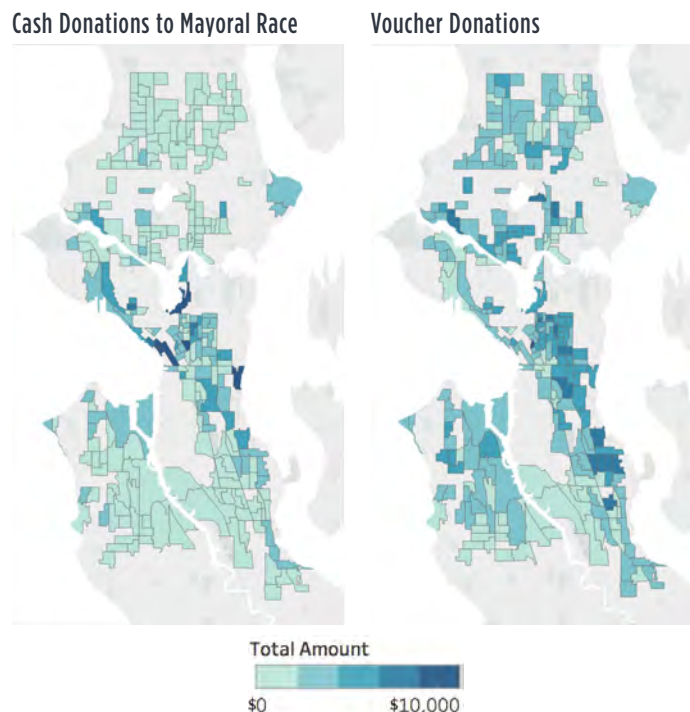 Cash Donations to Mayoral Race
Voucher Donations
Total Amount
$0
$10,000